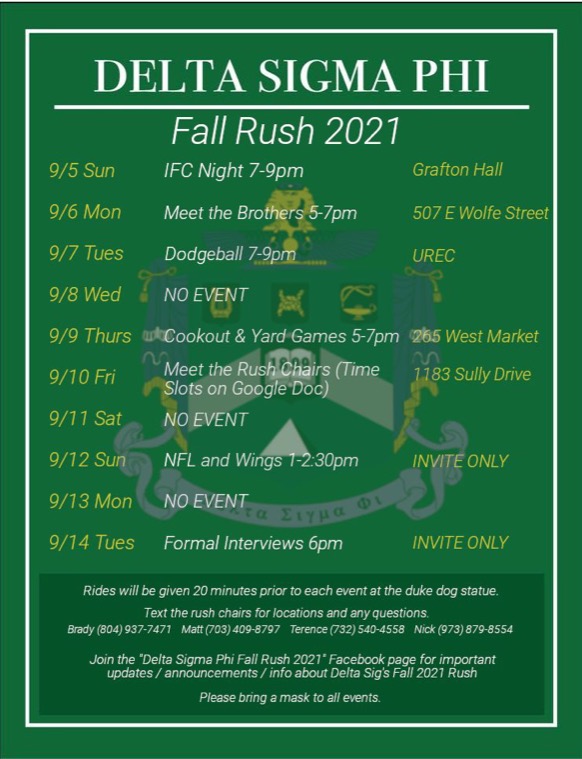 DELTA SIGMA PHI
Fall Rush 2021
9/5 Sun IFC Night 7-9pm Grafton Hall
9/6 Mon Meet the Brothers 5-7pm 507 E Wolfe Street
9/7 Tues Dodgeball 7-9pm UREC
9/8 Wed NO EVENT
9/9 Thurs Cookout & Yard Games 5-7pm 265 West Market
9/10 Fri Meet the Rush Chairs (Time 1183 Sully Drive
Slots on Google Doc)
9/11 Sat NO EVENT
9/12 Sun NFL and Wings 1-2:30pm INVITE ONLY
9/13 Mon NO EVENT
9/14 Tues Formal Interviews 6pm INVITE ONLY
Σιγμα Φι
Rides will be given 20 minutes prior to each event at the duke dog statue.
Text the rush chairs for locations and any questions.
Brady (804) 937-7471 Matt (703) 409-8797 Terence (732) 540-4558 Nick (973) 879-8554
Join the "Delta Sigma Phi Fall Rush 2021" Facebook page for important
updates / announcements / info about Delta Sig's Fall 2021 Rush
Please bring a mask to all events.